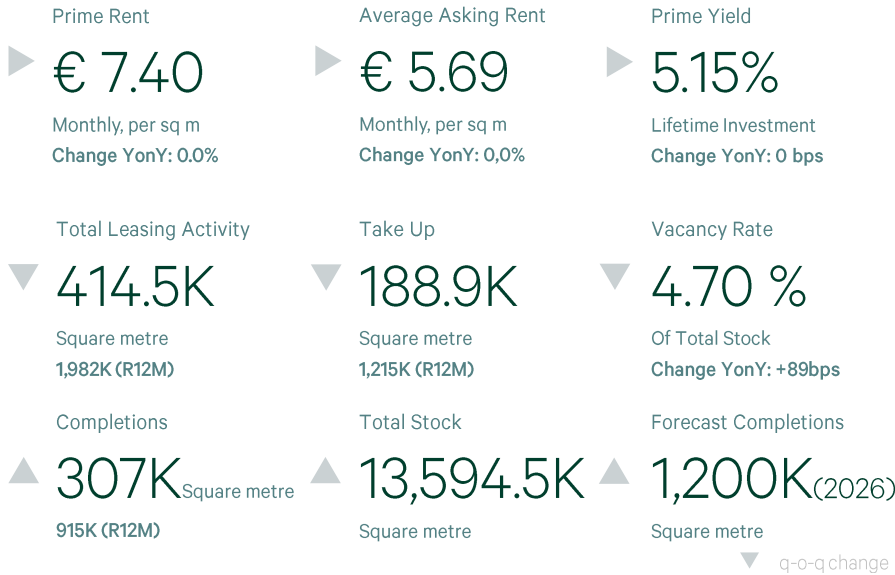 Prime Rent
€ 7.40
Monthly, per sq m
Change YonY: 0.0%
Average Asking Rent
€ 5.69
Monthly, per sq m
Change YonY: 0,0%
Prime Yield
5.15%
Lifetime Investment
Change YonY: 0 bps
Total Leasing Activity
414.5K
Square metre
1,982K (R12M)
Take Up
188.9K
Square metre
1,215K (R12M)
Vacancy Rate
4.70 %
Of Total Stock
Change YonY: +89bps
Completions
307K Square metre
915K (R12M)
Total Stock
13,594.5K
Square metre
Forecast Completions
1,200K (2026)
Square metre
q-o-q change